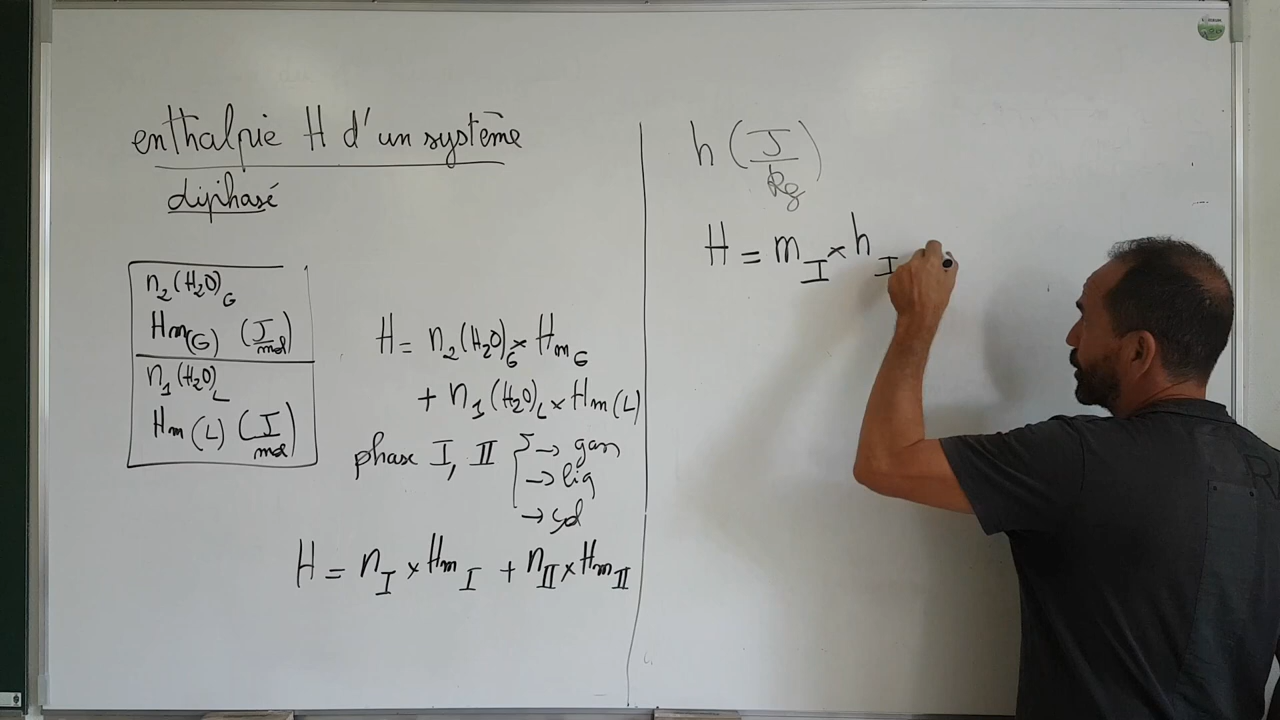 enthalpie H d'un système
diphasé
n₂(H₂O)G
Hm(G) (J/mol)
n₁(H₂O)L
Hm(L) (J/mol)
H = n₂(H₂O)G × HmG
+ n₁(H₂O)L × Hm(L)
phase I, II { → gaz
→ liq
→ sol
H = nI × HmI + nII × HmII
h (J/kg)
H = mI × hI